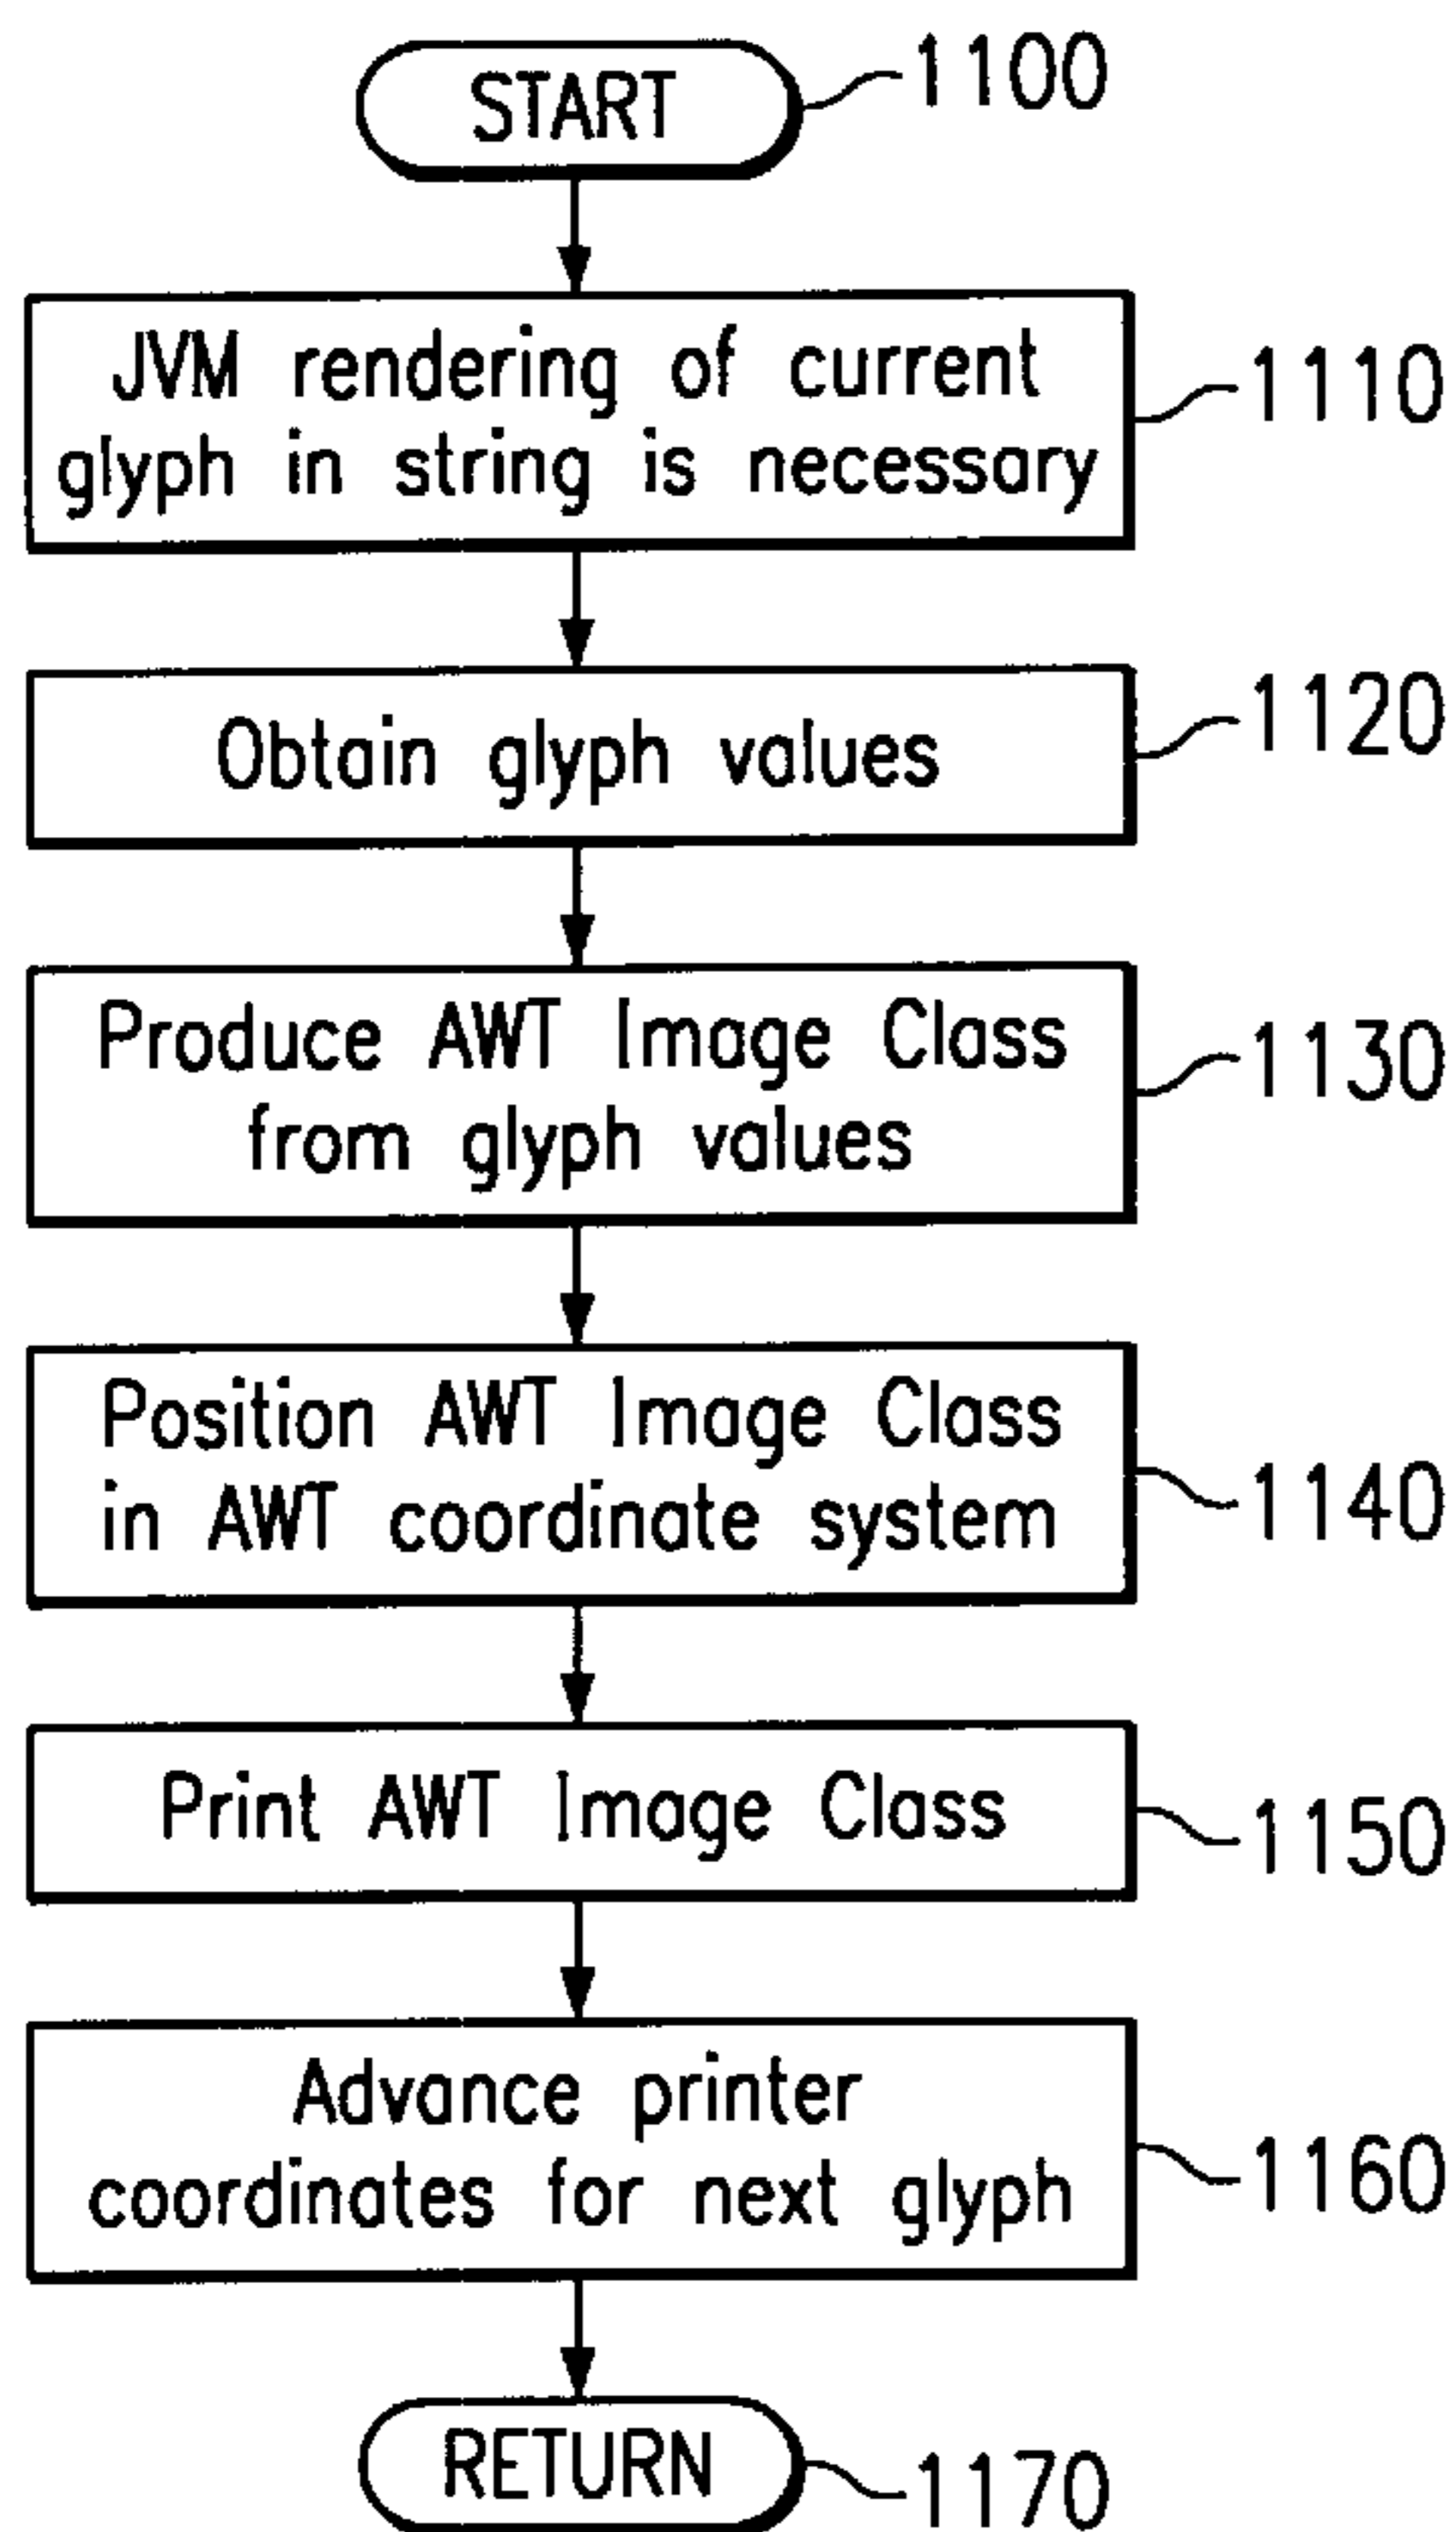 START
1100
JVM rendering of current
glyph in string is necessary
1110
Obtain glyph values
1120
Produce AWT Image Class
from glyph values
1130
Position AWT Image Class
in AWT coordinate system
1140
Print AWT Image Class
1150
Advance printer
coordinates for next glyph
1160
RETURN
1170